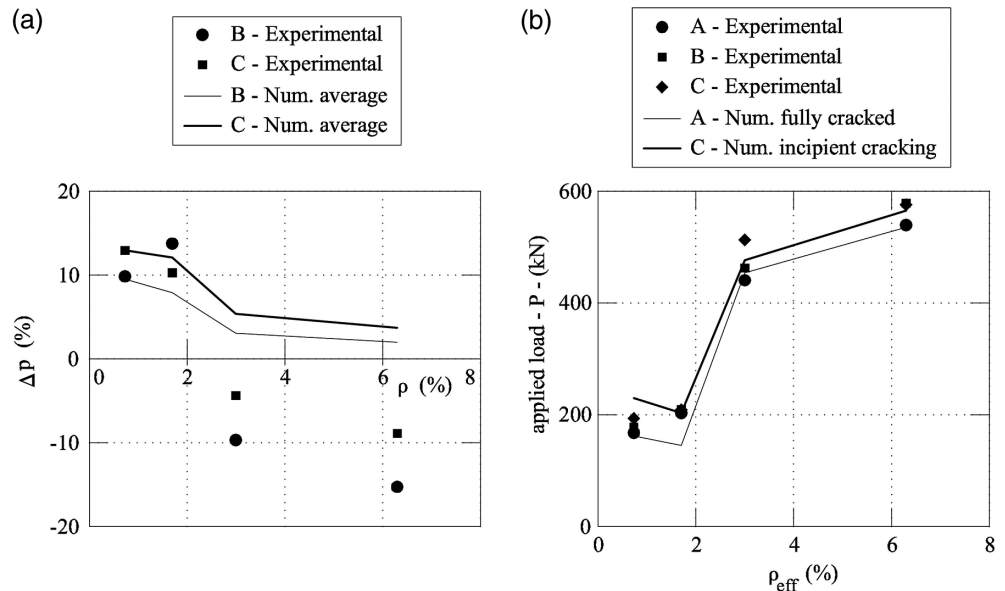 (a)
B - Experimental
C - Experimental
B - Num. average
C - Num. average
20
10
0
-10
-20
0 2 4 6 8
ΔP (%)
ρ (%)
(b)
A - Experimental
B - Experimental
C - Experimental
A - Num. fully cracked
C - Num. incipient cracking
600
400
200
0
0 2 4 6 8
applied load - P - (kN)
ρeff (%)